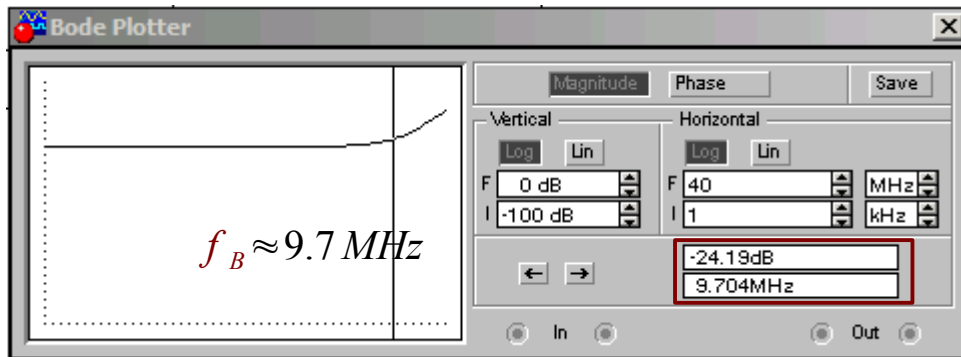 Bode Plotter
Magnitude Phase Save
Vertical Horizontal
Log Lin Log Lin
F 0 dB F 40 MHz
I -100 dB I 1 kHz
f B ≈ 9.7 MHz
← → -24.19dB
9.704MHz
In Out